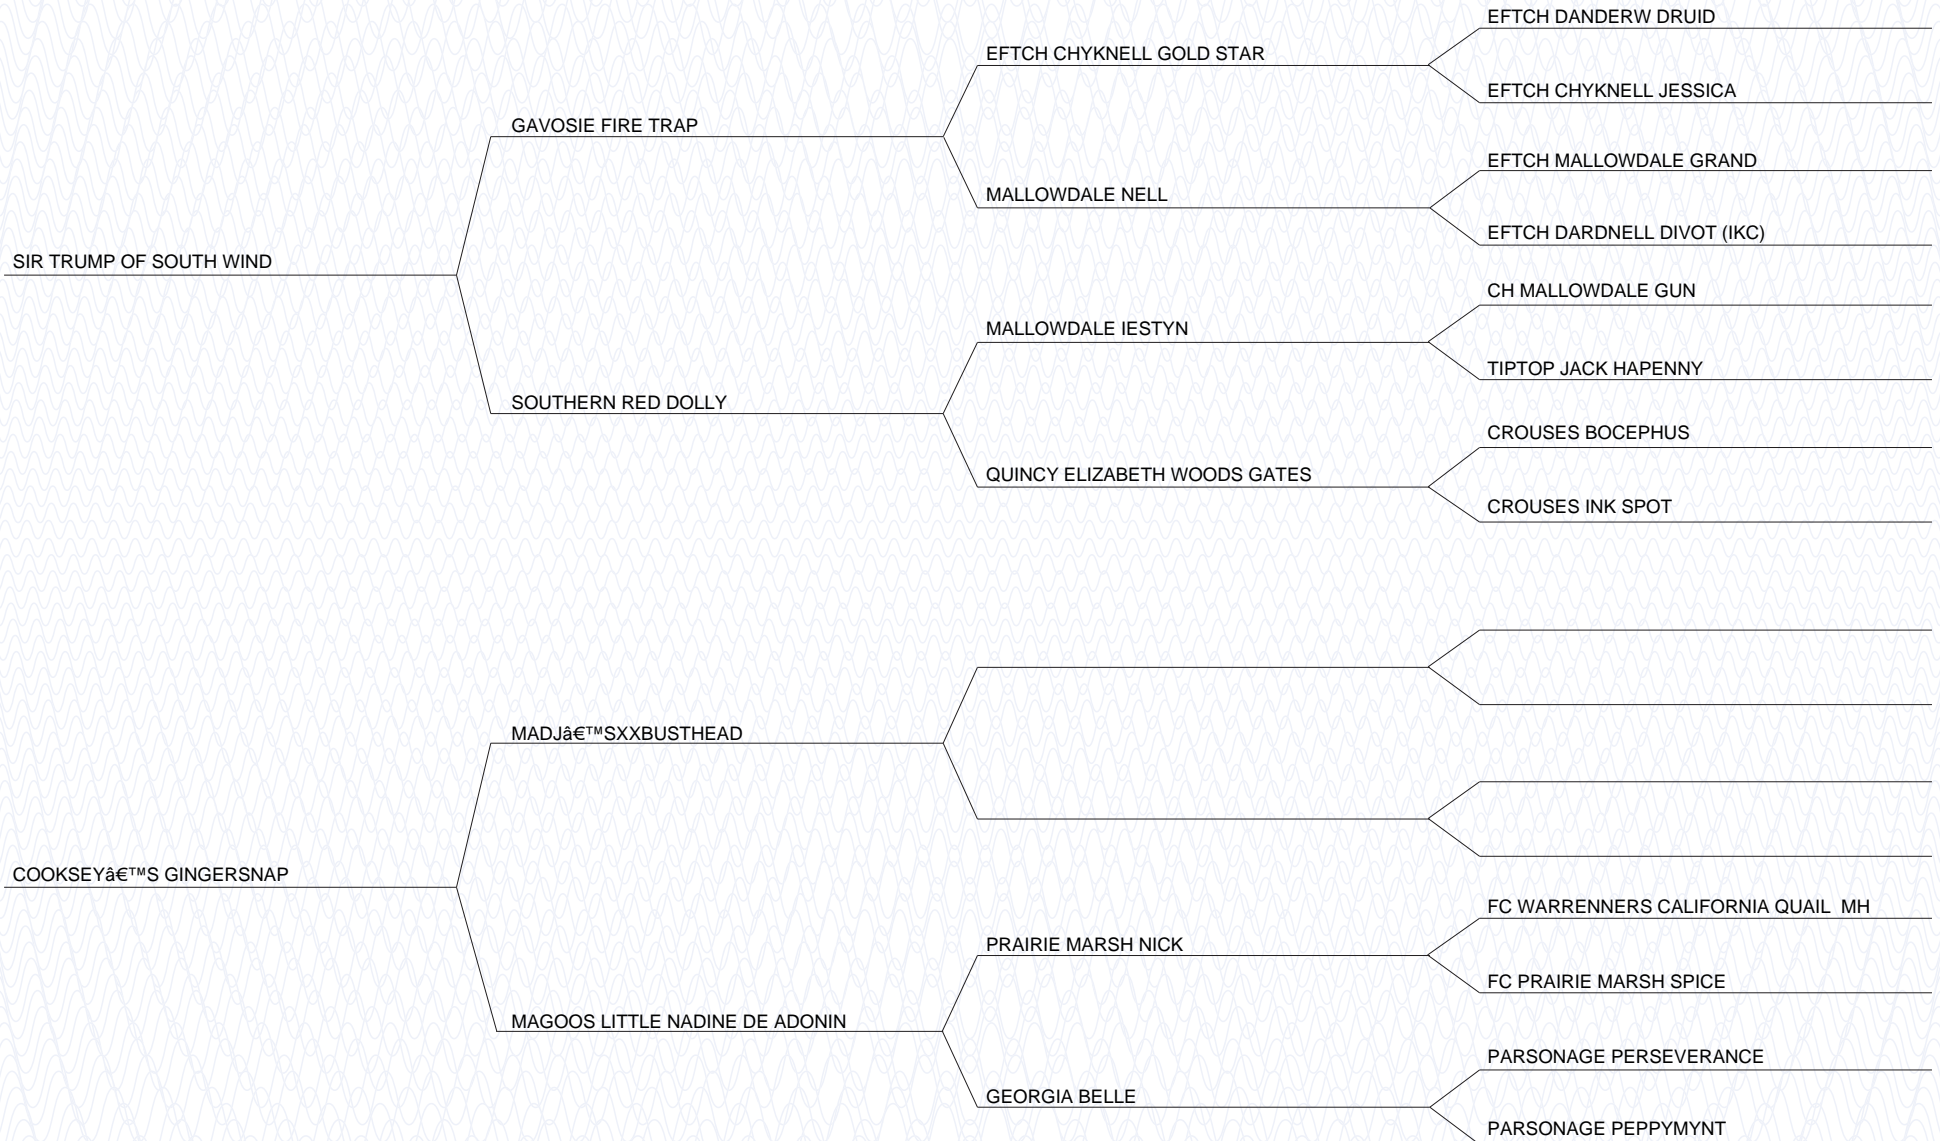 EFTCH DANDERW DRUID
EFTCH CHYKNELL GOLD STAR
EFTCH CHYKNELL JESSICA
GAVOSIE FIRE TRAP
EFTCH MALLOWDALE GRAND
MALLOWDALE NELL
EFTCH DARDNELL DIVOT (IKC)
SIR TRUMP OF SOUTH WIND
CH MALLOWDALE GUN
MALLOWDALE IESTYN
TIPTOP JACK HAPENNY
SOUTHERN RED DOLLY
CROUSES BOCEPHUS
QUINCY ELIZABETH WOODS GATES
CROUSES INK SPOT
MADJâ€™SXXBUSTHEAD
COOKSEYâ€™S GINGERSNAP
FC WARRENNERS CALIFORNIA QUAIL  MH
PRAIRIE MARSH NICK
FC PRAIRIE MARSH SPICE
MAGOOS LITTLE NADINE DE ADONIN
PARSONAGE PERSEVERANCE
GEORGIA BELLE
PARSONAGE PEPPYMYNT